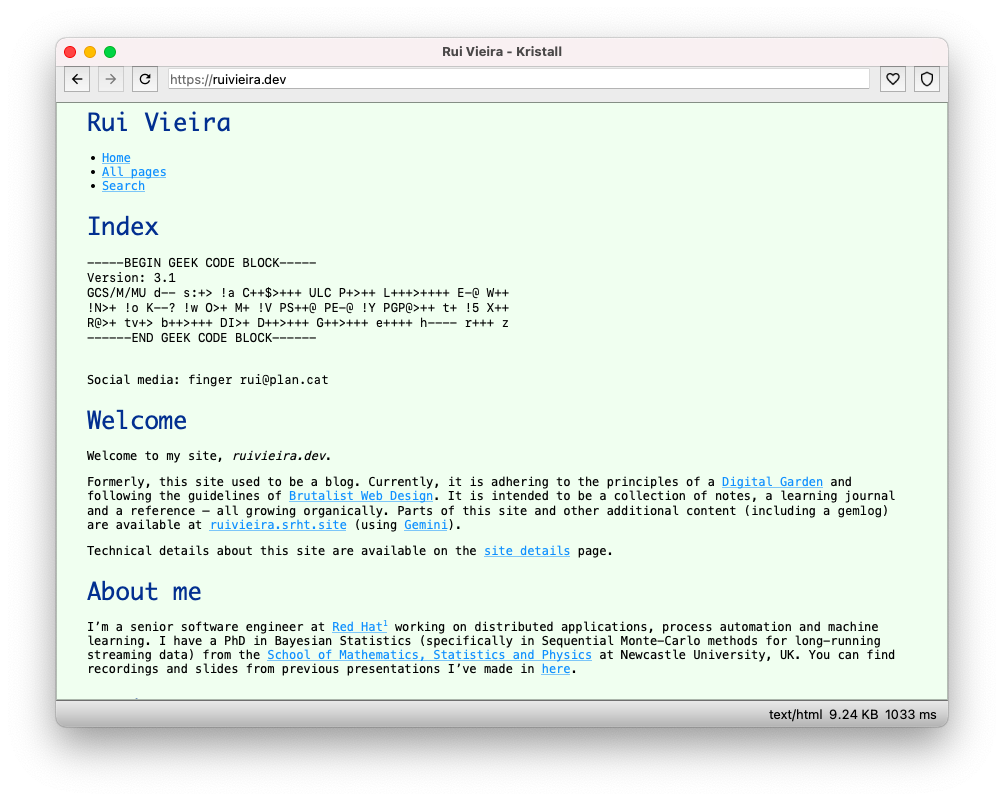 Rui Vieira - Kristall
https://ruivieira.dev
Rui Vieira
• Home
• All pages
• Search
Index
-----BEGIN GEEK CODE BLOCK-----
Version: 3.1
GCS/M/MU d-- s:+> !a C++$>+++ ULC P+>++ L+++>++++ E-@ W++
!N>+ !o K--? !w O>+ M+ !V PS++@ PE-@ !Y PGP@>++ t+ !5 X++
R@>+ tv+> b++>+++ DI>+ D++>+++ G++>+++ e++++ h---- r+++ z
------END GEEK CODE BLOCK------
Social media: finger rui@plan.cat
Welcome
Welcome to my site, ruivieira.dev.
Formerly, this site used to be a blog. Currently, it is adhering to the principles of a Digital Garden and
following the guidelines of Brutalist Web Design. It is intended to be a collection of notes, a learning journal
and a reference – all growing organically. Parts of this site and other additional content (including a gemlog)
are available at ruivieira.srht.site (using Gemini).
Technical details about this site are available on the site details page.
About me
I’m a senior software engineer at Red Hat¹ working on distributed applications, process automation and machine
learning. I have a PhD in Bayesian Statistics (specifically in Sequential Monte-Carlo methods for long-running
streaming data) from the School of Mathematics, Statistics and Physics at Newcastle University, UK. You can find
recordings and slides from previous presentations I’ve made in here.
text/html 9.24 KB 1033 ms